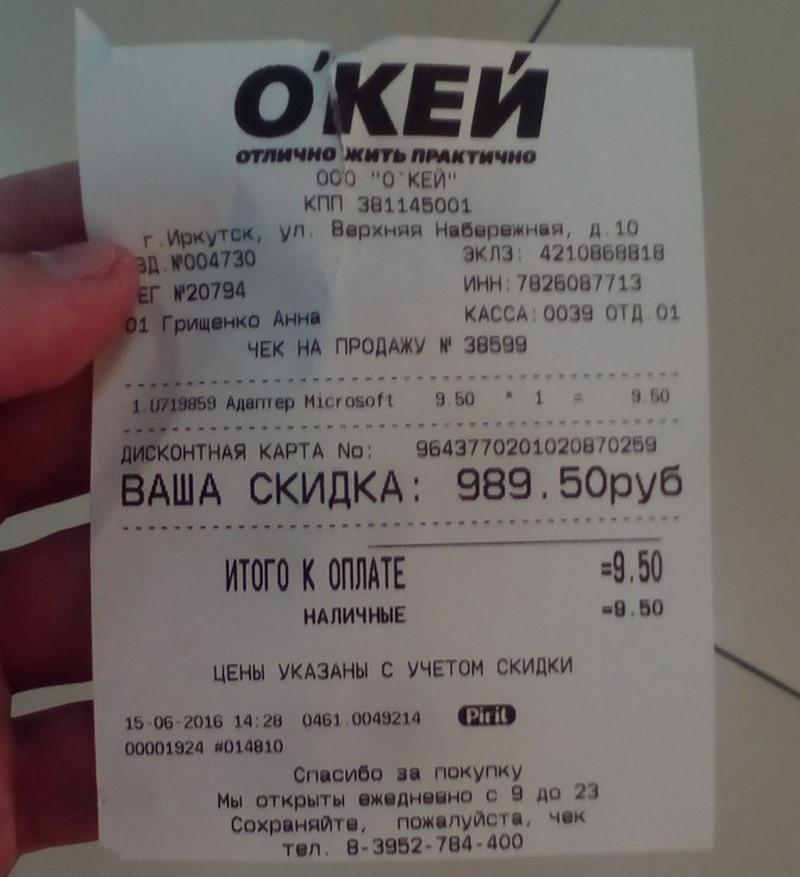 О'КЕЙ
ОТЛИЧНО ЖИТЬ ПРАКТИЧНО
ООО "О`КЕЙ"
КПП 381145001
г.Иркутск, ул. Верхняя Набережная, д.10
ЗД.№004730 ЭКЛЗ: 4210868818
ЕГ №20794 ИНН:7826087713
01 Грищенко Анна КАССА:0039 ОТД.01
ЧЕК НА ПРОДАЖУ № 38599
1.U719859 Адаптер Microsoft 9.50 * 1 = 9.50
ДИСКОНТНАЯ КАРТА No: 9643770201020870259
ВАША СКИДКА: 989.50руб
ИТОГО К ОПЛАТЕ =9.50
НАЛИЧНЫЕ =9.50
ЦЕНЫ УКАЗАНЫ С УЧЕТОМ СКИДКИ
15-06-2016 14:28 0461.0049214 Pirit
00001924 #014810
Спасибо за покупку
Мы открыты ежедневно с 9 до 23
Сохраняйте, пожалуйста, чек
тел. 8-3952-784-400